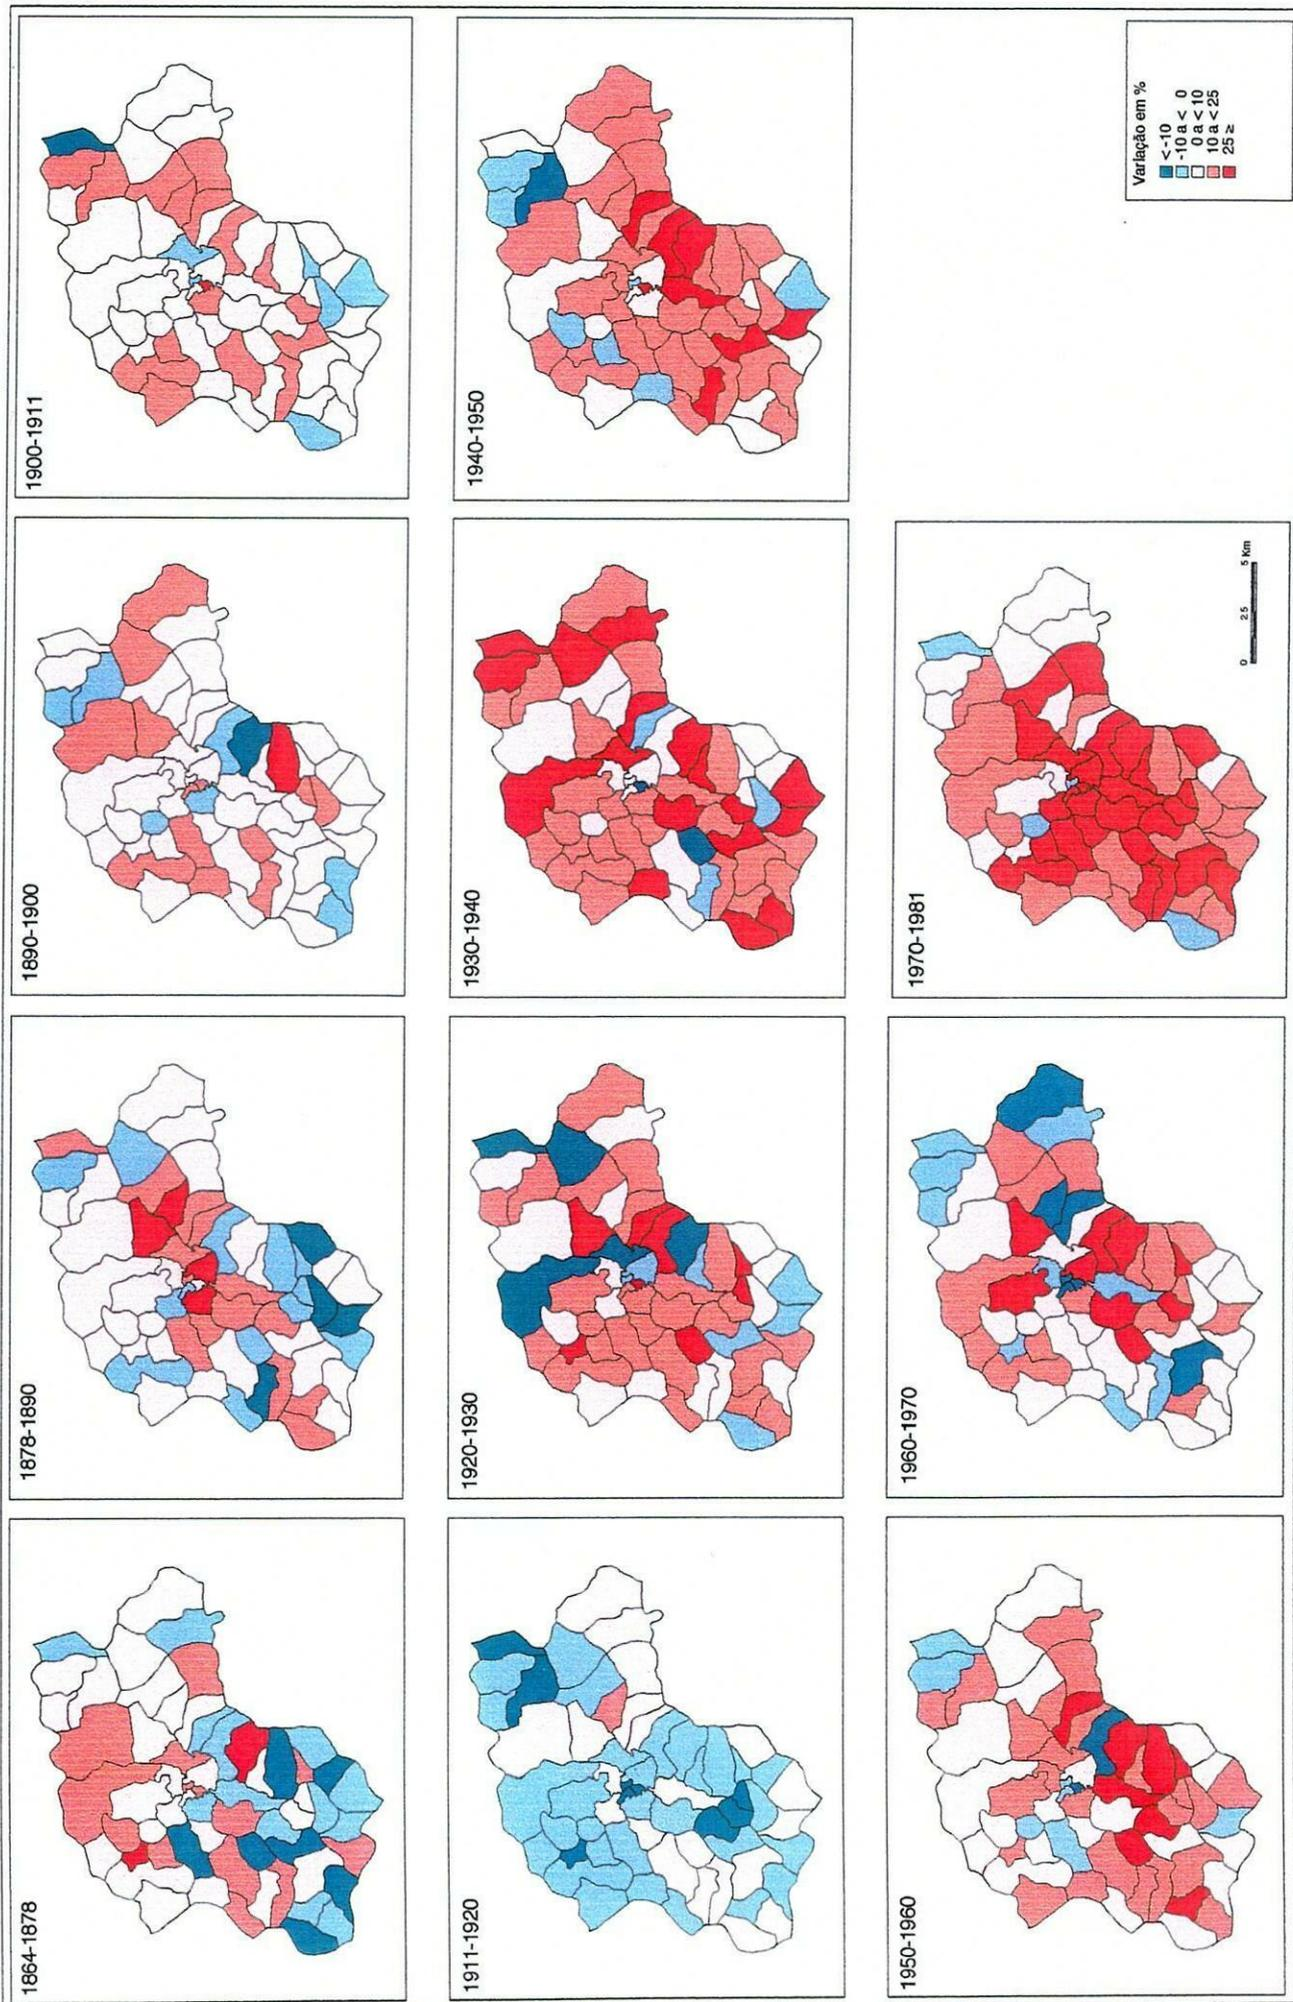 1864-1878
1878-1890
1890-1900
1900-1911
1911-1920
1920-1930
1930-1940
1940-1950
1950-1960
1960-1970
1970-1981
0 2.5 5 Km
Variação em %
< -10
-10 a < 0
0 a < 10
10 a < 25
25 ≥